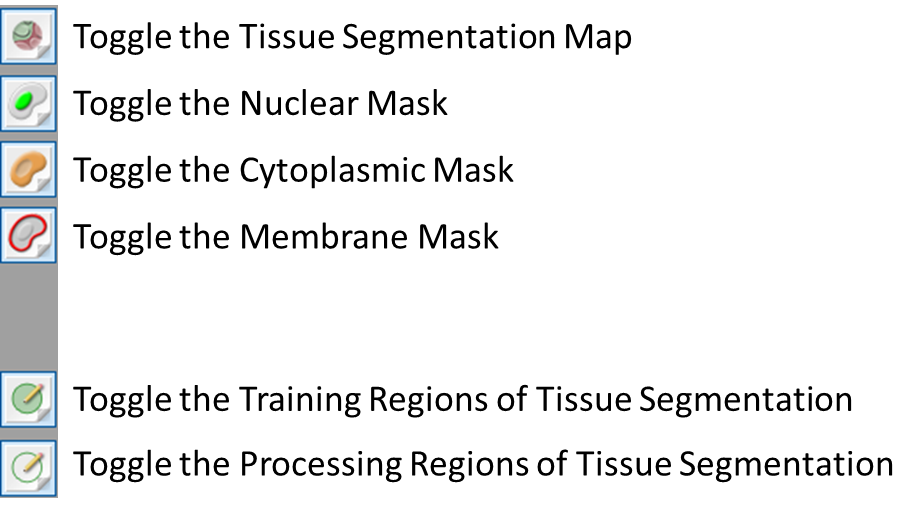 Toggle the Tissue Segmentation Map
Toggle the Nuclear Mask
Toggle the Cytoplasmic Mask
Toggle the Membrane Mask
Toggle the Training Regions of Tissue Segmentation
Toggle the Processing Regions of Tissue Segmentation